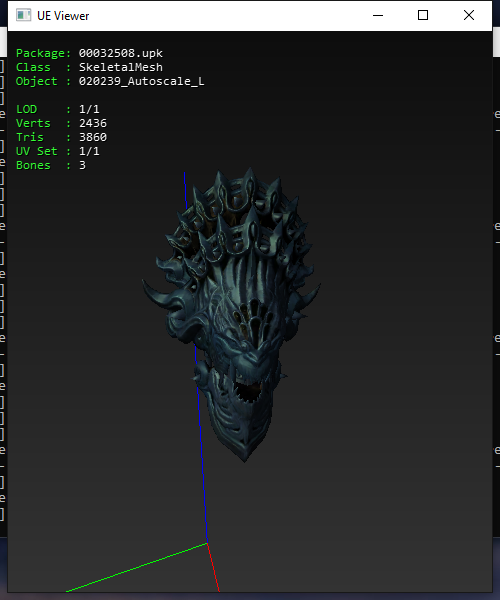 UE Viewer
Package: 00032508.upk
Class  : SkeletalMesh
Object : 020239_Autoscale_L
LOD    : 1/1
Verts  : 2436
Tris   : 3860
UV Set : 1/1
Bones  : 3